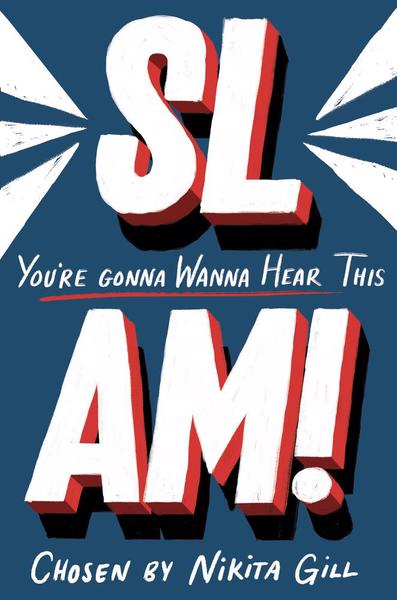 SL
YOU'RE GONNA WANNA HEAR THIS
AM!
CHOSEN BY NIKITA GILL